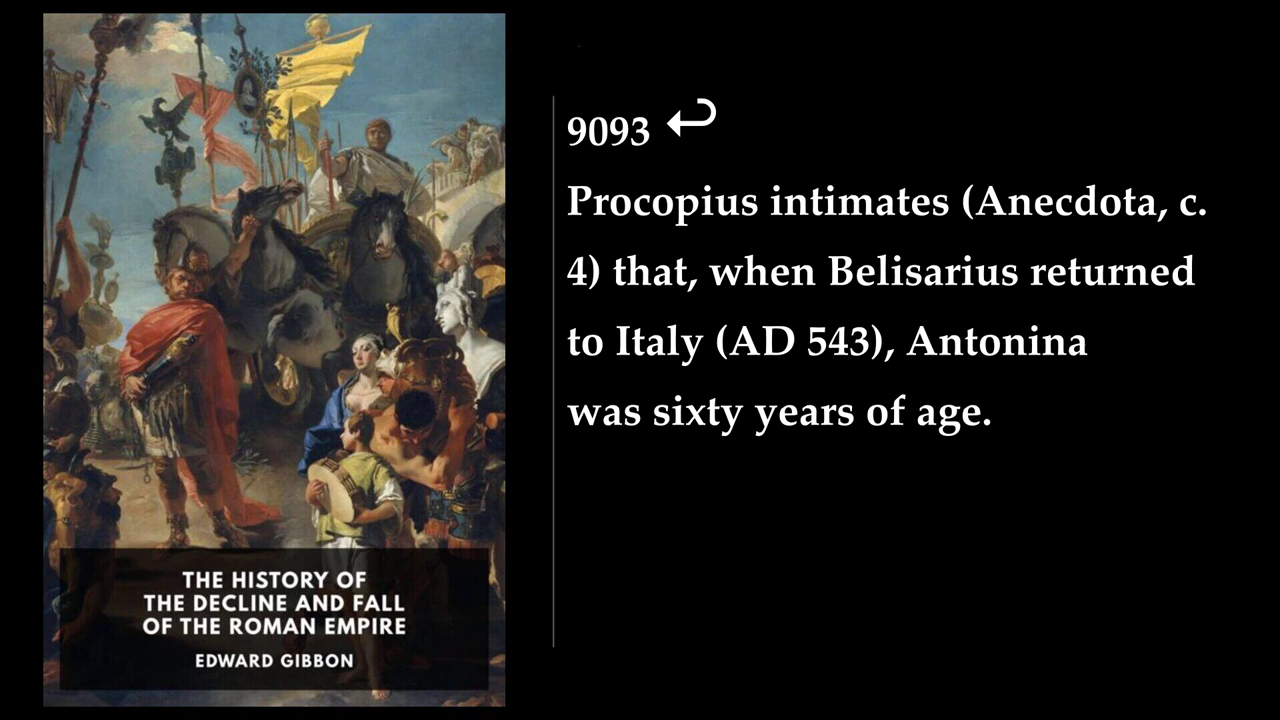 THE HISTORY OF
THE DECLINE AND FALL
OF THE ROMAN EMPIRE
EDWARD GIBBON
9093 ↩
Procopius intimates (Anecdota, c.
4) that, when Belisarius returned
to Italy (AD 543), Antonina
was sixty years of age.